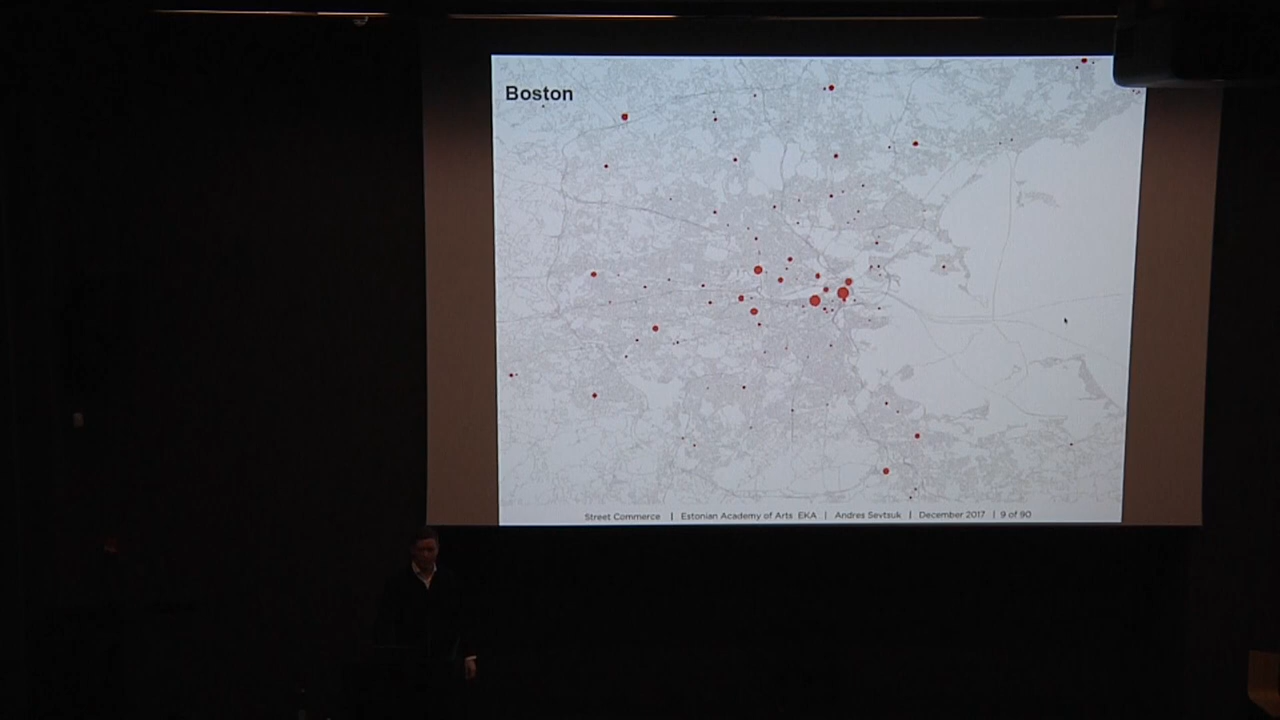 Boston
Street Commerce | Estonian Academy of Arts EKA | Andres Sevtsuk | December 2017 | 9 of 90